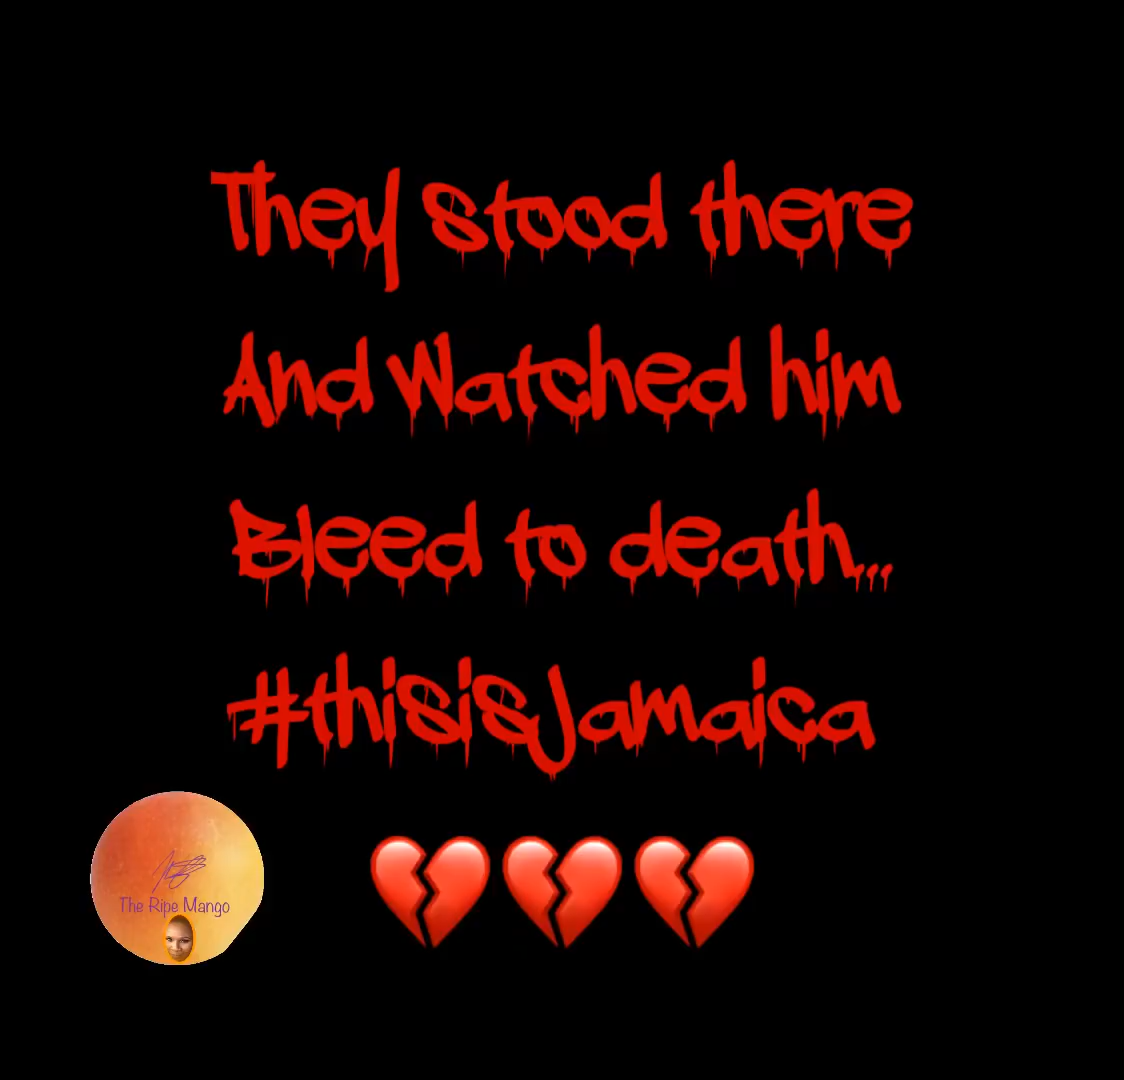 They stood there
And Watched him
Bleed to death...
#thisisJamaica
💔💔💔
The Ripe Mango